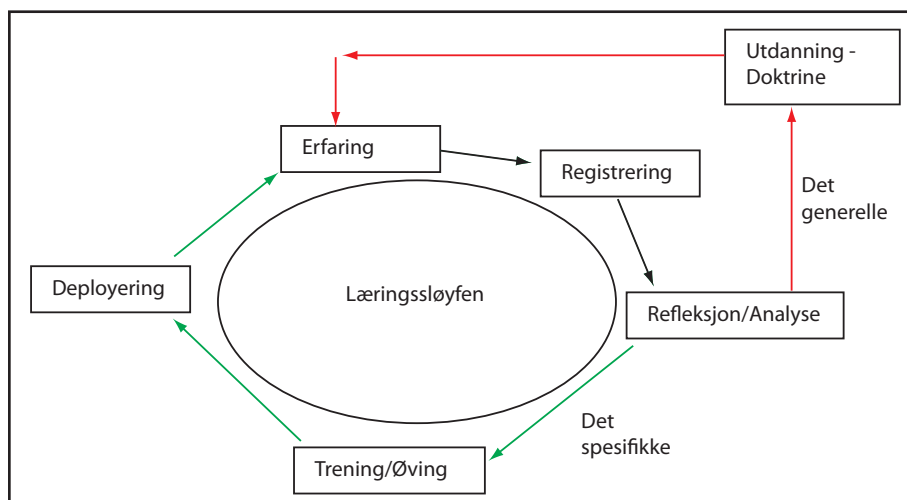 Utdanning -
Doktrine
Erfaring
Registrering
Det
generelle
Deployering
Læringssløyfen
Refleksjon/Analyse
Det
spesifikke
Trening/Øving